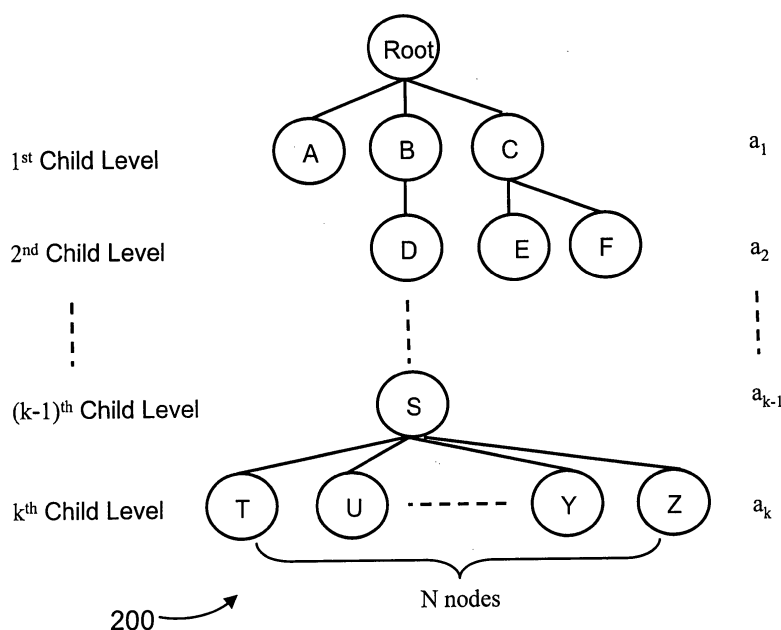 Root
1st Child Level A B C a1
2nd Child Level D E F a2
(k-1)th Child Level S ak-1
kth Child Level T U Y Z ak
N nodes
200